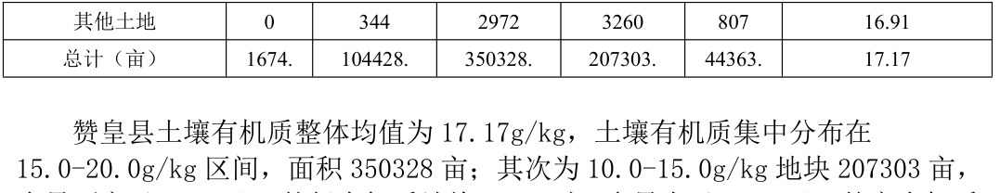 其他土地 0 344 2972 3260 807 16.91
总计（亩） 1674. 104428. 350328. 207303. 44363. 17.17
赞皇县土壤有机质整体均值为 17.17g/kg，土壤有机质集中分布在
15.0-20.0g/kg 区间，面积 350328 亩；其次为 10.0-15.0g/kg 地块 207303 亩，